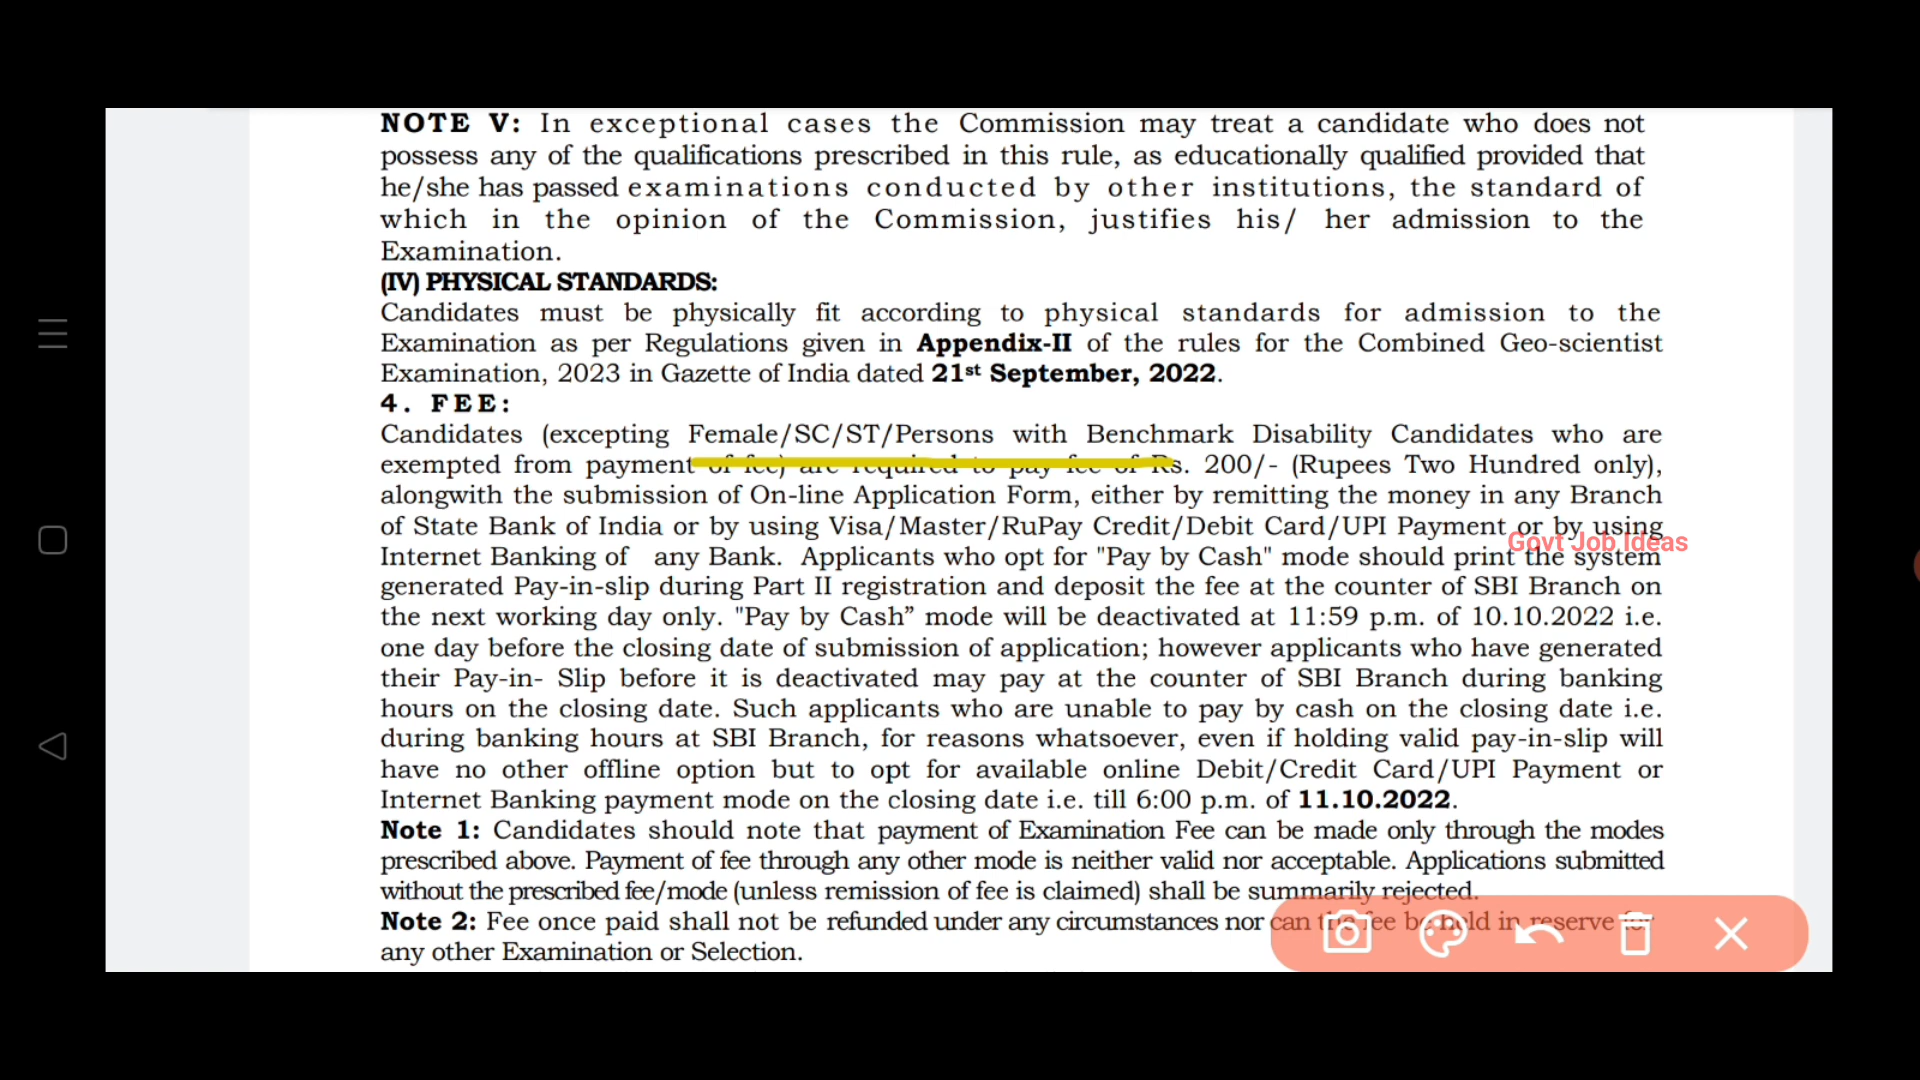 NOTE V: In exceptional cases the Commission may treat a candidate who does not
possess any of the qualifications prescribed in this rule, as educationally qualified provided that
he/she has passed examinations conducted by other institutions, the standard of
which in the opinion of the Commission, justifies his/ her admission to the
Examination.
(IV) PHYSICAL STANDARDS:
Candidates must be physically fit according to physical standards for admission to the
Examination as per Regulations given in Appendix-II of the rules for the Combined Geo-scientist
Examination, 2023 in Gazette of India dated 21st September, 2022.
4. FEE:
Candidates (excepting Female/SC/ST/Persons with Benchmark Disability Candidates who are
exempted from payment of fee) are required to pay fee of Rs. 200/- (Rupees Two Hundred only),
alongwith the submission of On-line Application Form, either by remitting the money in any Branch
of State Bank of India or by using Visa/Master/RuPay Credit/Debit Card/UPI Payment or by using
Govt Job Ideas
Internet Banking of any Bank. Applicants who opt for "Pay by Cash" mode should print the system
generated Pay-in-slip during Part II registration and deposit the fee at the counter of SBI Branch on
the next working day only. "Pay by Cash” mode will be deactivated at 11:59 p.m. of 10.10.2022 i.e.
one day before the closing date of submission of application; however applicants who have generated
their Pay-in- Slip before it is deactivated may pay at the counter of SBI Branch during banking
hours on the closing date. Such applicants who are unable to pay by cash on the closing date i.e.
during banking hours at SBI Branch, for reasons whatsoever, even if holding valid pay-in-slip will
have no other offline option but to opt for available online Debit/Credit Card/UPI Payment or
Internet Banking payment mode on the closing date i.e. till 6:00 p.m. of 11.10.2022.
Note 1: Candidates should note that payment of Examination Fee can be made only through the modes
prescribed above. Payment of fee through any other mode is neither valid nor acceptable. Applications submitted
without the prescribed fee/mode (unless remission of fee is claimed) shall be summarily rejected.
Note 2: Fee once paid shall not be refunded under any circumstances nor can the fee be held in reserve for
any other Examination or Selection.